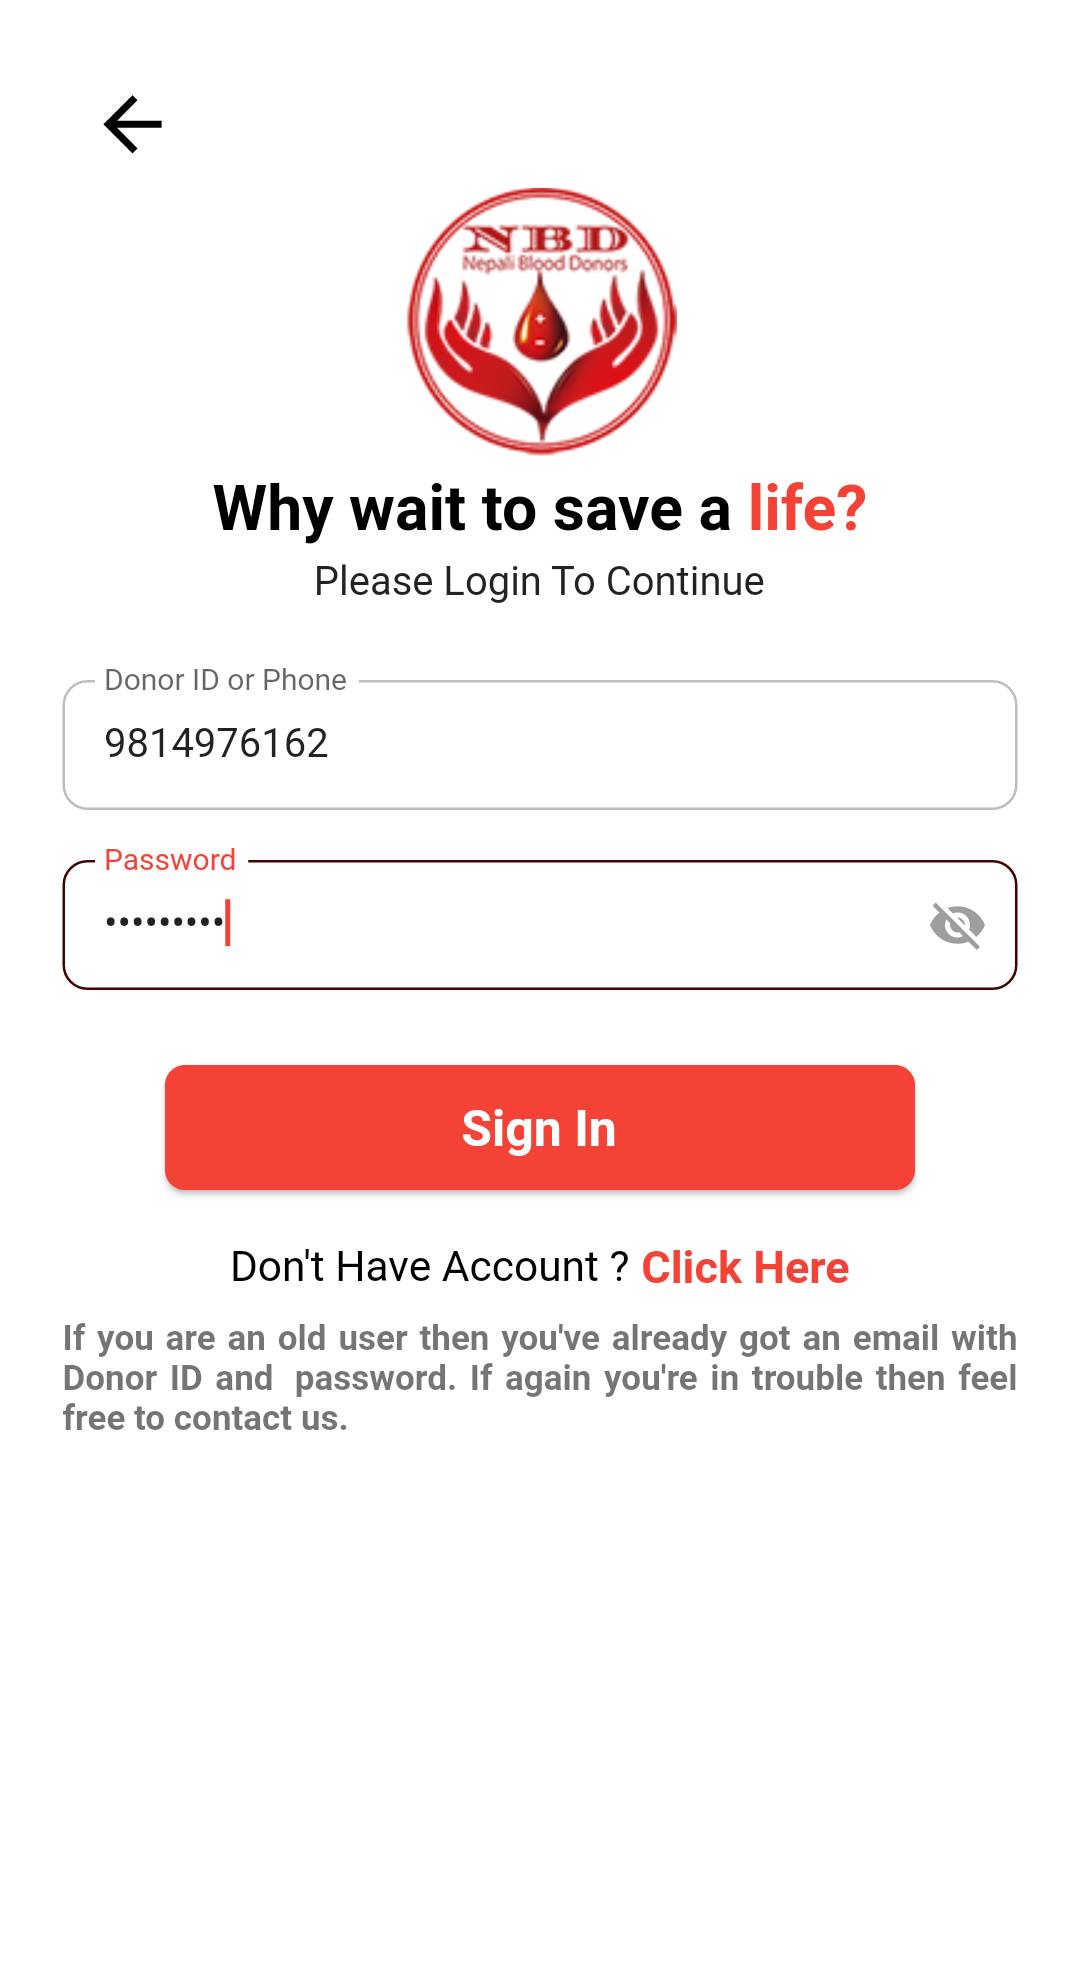 NBD
Nepali Blood Donors
Why wait to save a life?
Please Login To Continue
Donor ID or Phone
9814976162
Password
•••••••••
Sign In
Don't Have Account ? Click Here
If you are an old user then you've already got an email with
Donor ID and  password. If again you're in trouble then feel
free to contact us.